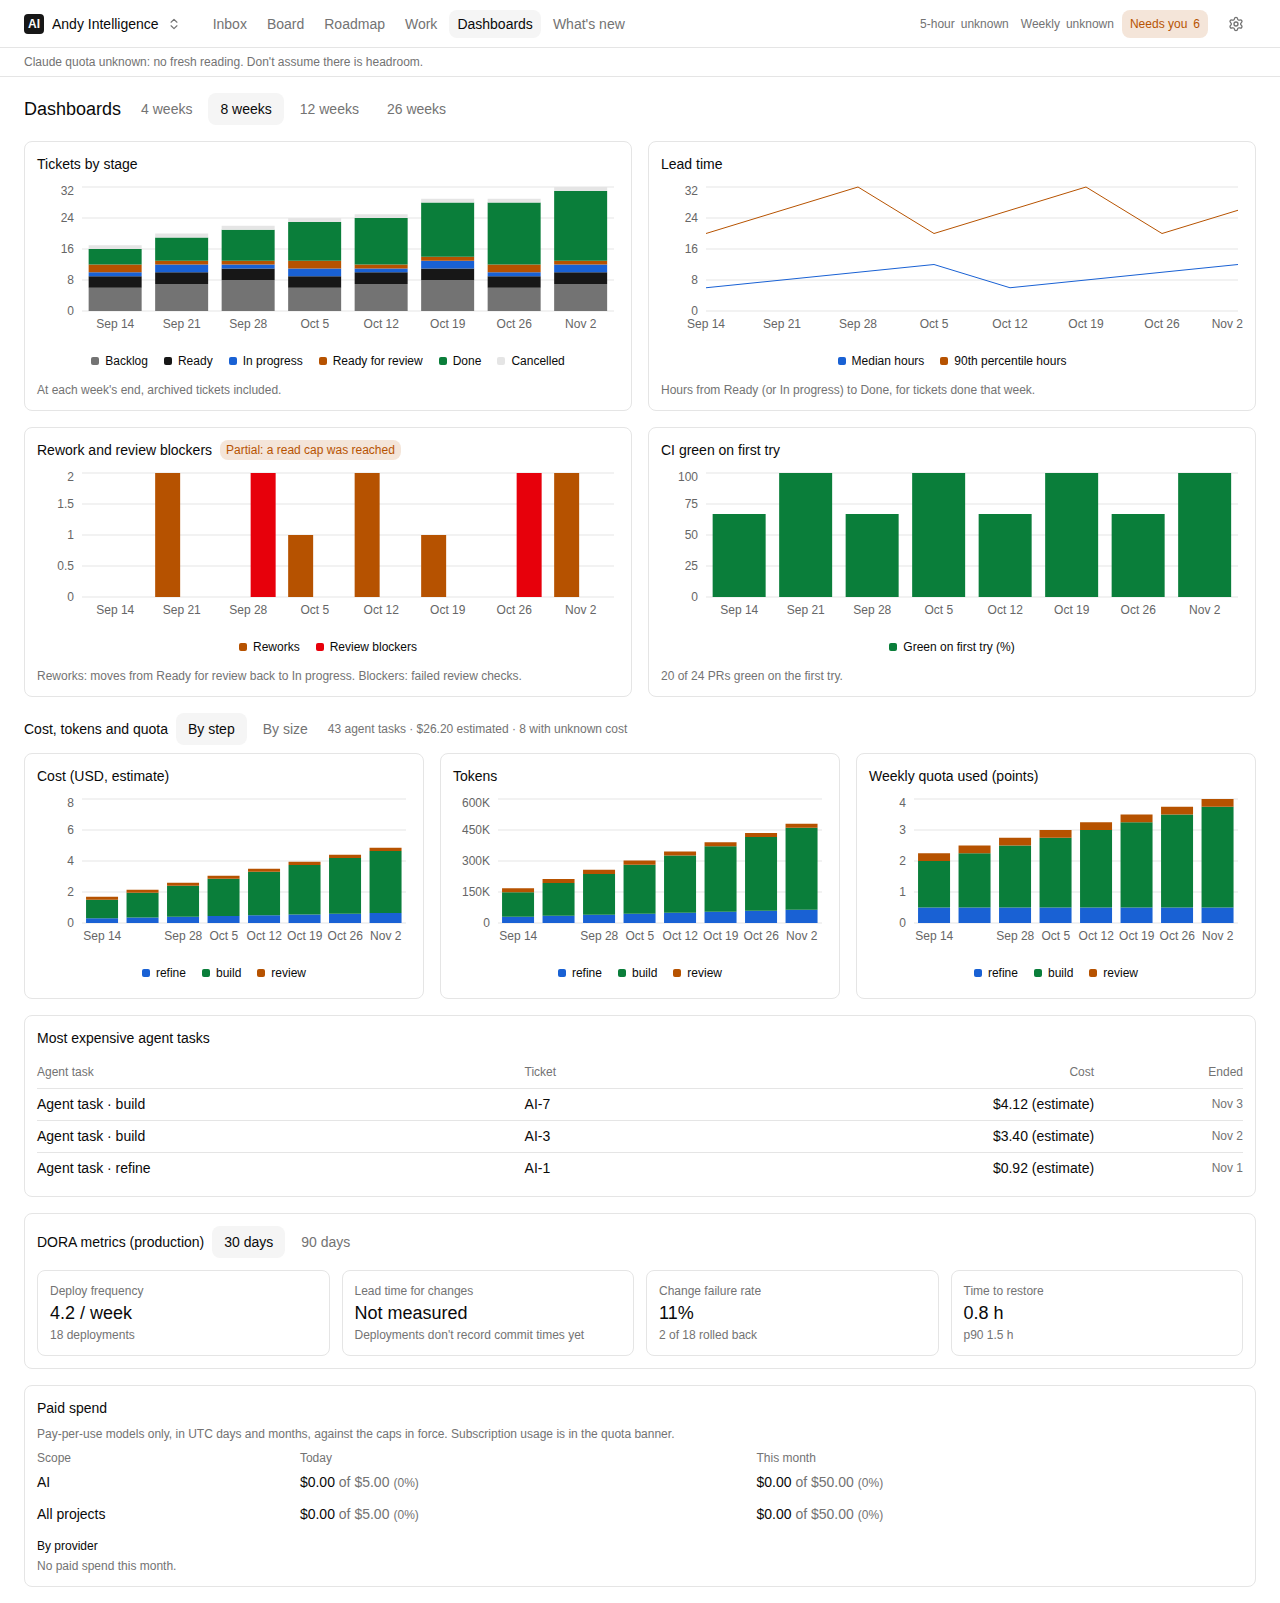 AI Andy Intelligence Inbox Board Roadmap Work Dashboards What's new 5-hour unknown Weekly unknown Needs you 6
Claude quota unknown: no fresh reading. Don't assume there is headroom.
Dashboards 4 weeks 8 weeks 12 weeks 26 weeks
Tickets by stage
32
24
16
8
0
Sep 14 Sep 21 Sep 28 Oct 5 Oct 12 Oct 19 Oct 26 Nov 2
Backlog Ready In progress Ready for review Done Cancelled
At each week's end, archived tickets included.
Lead time
32
24
16
8
0
Sep 14 Sep 21 Sep 28 Oct 5 Oct 12 Oct 19 Oct 26 Nov 2
Median hours 90th percentile hours
Hours from Ready (or In progress) to Done, for tickets done that week.
Rework and review blockers Partial: a read cap was reached
2
1.5
1
0.5
0
Sep 14 Sep 21 Sep 28 Oct 5 Oct 12 Oct 19 Oct 26 Nov 2
Reworks Review blockers
Reworks: moves from Ready for review back to In progress. Blockers: failed review checks.
CI green on first try
100
75
50
25
0
Sep 14 Sep 21 Sep 28 Oct 5 Oct 12 Oct 19 Oct 26 Nov 2
Green on first try (%)
20 of 24 PRs green on the first try.
Cost, tokens and quota By step By size 43 agent tasks · $26.20 estimated · 8 with unknown cost
Cost (USD, estimate)
8
6
4
2
0
Sep 14 Sep 28 Oct 5 Oct 12 Oct 19 Oct 26 Nov 2
refine build review
Tokens
600K
450K
300K
150K
0
Sep 14 Sep 28 Oct 5 Oct 12 Oct 19 Oct 26 Nov 2
refine build review
Weekly quota used (points)
4
3
2
1
0
Sep 14 Sep 28 Oct 5 Oct 12 Oct 19 Oct 26 Nov 2
refine build review
Most expensive agent tasks
Agent task Ticket Cost Ended
Agent task · build AI-7 $4.12 (estimate) Nov 3
Agent task · build AI-3 $3.40 (estimate) Nov 2
Agent task · refine AI-1 $0.92 (estimate) Nov 1
DORA metrics (production) 30 days 90 days
Deploy frequency
4.2 / week
18 deployments
Lead time for changes
Not measured
Deployments don't record commit times yet
Change failure rate
11%
2 of 18 rolled back
Time to restore
0.8 h
p90 1.5 h
Paid spend
Pay-per-use models only, in UTC days and months, against the caps in force. Subscription usage is in the quota banner.
Scope Today This month
AI $0.00 of $5.00 (0%) $0.00 of $50.00 (0%)
All projects $0.00 of $5.00 (0%) $0.00 of $50.00 (0%)
By provider
No paid spend this month.